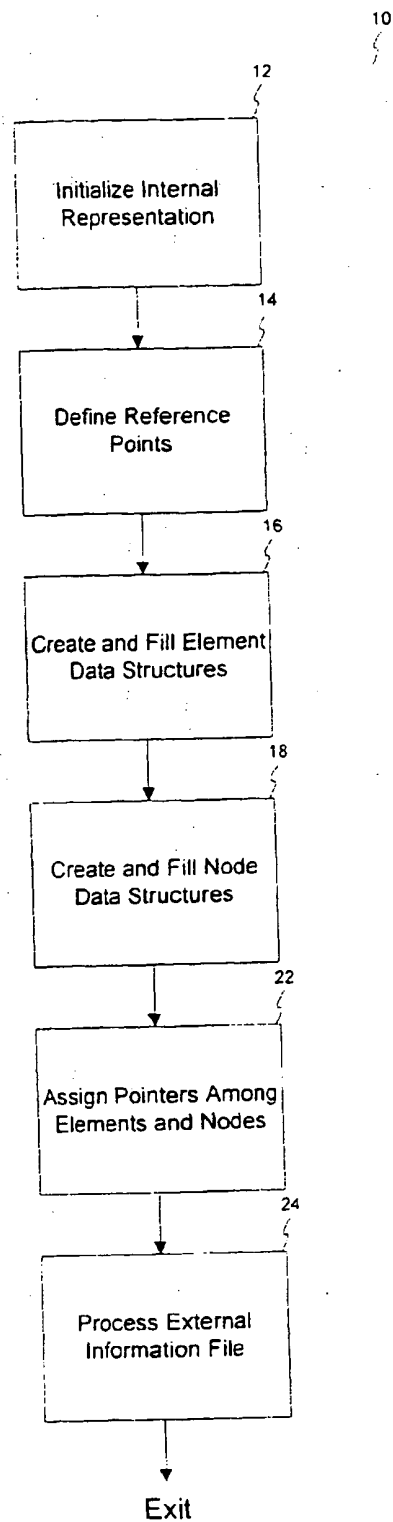 10
12
Initialize Internal
Representation
14
Define Reference
Points
16
Create and Fill Element
Data Structures
18
Create and Fill Node
Data Structures
22
Assign Pointers Among
Elements and Nodes
24
Process External
Information File
Exit